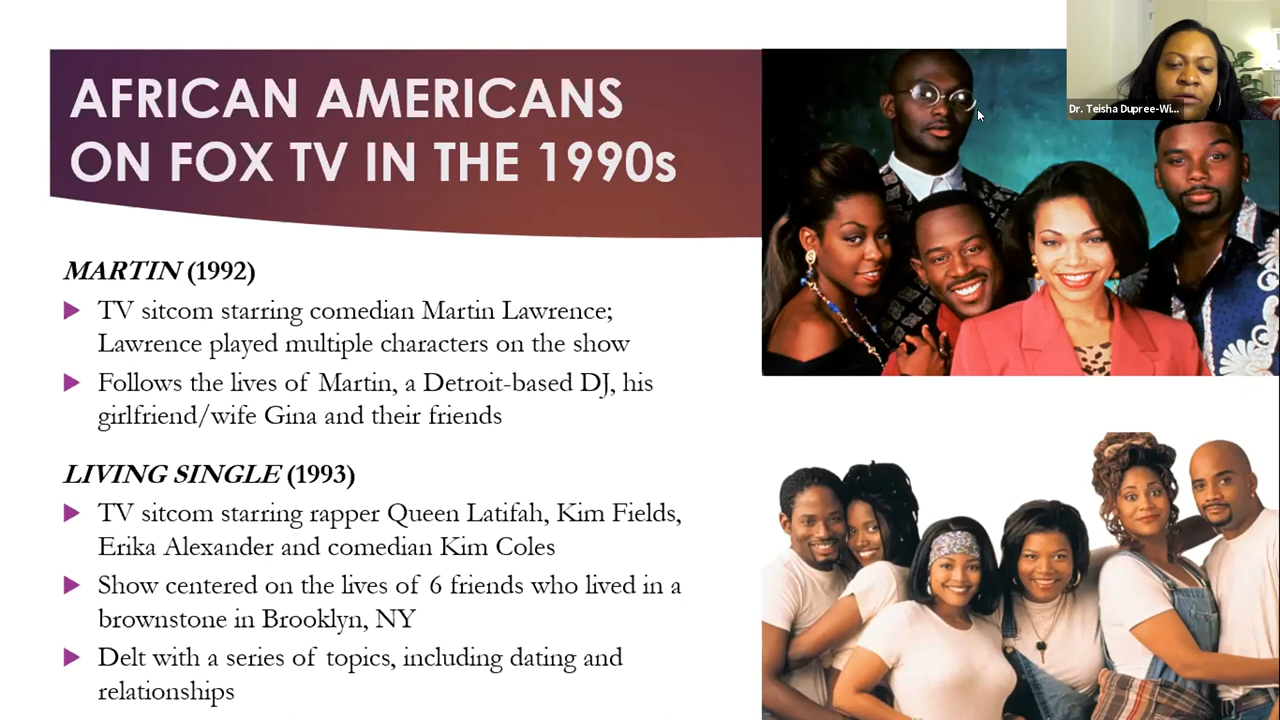 AFRICAN AMERICANS
ON FOX TV IN THE 1990s
Dr. Teisha Dupree-Wi...
MARTIN (1992)
TV sitcom starring comedian Martin Lawrence;
Lawrence played multiple characters on the show
Follows the lives of Martin, a Detroit-based DJ, his
girlfriend/wife Gina and their friends
LIVING SINGLE (1993)
TV sitcom starring rapper Queen Latifah, Kim Fields,
Erika Alexander and comedian Kim Coles
Show centered on the lives of 6 friends who lived in a
brownstone in Brooklyn, NY
Delt with a series of topics, including dating and
relationships